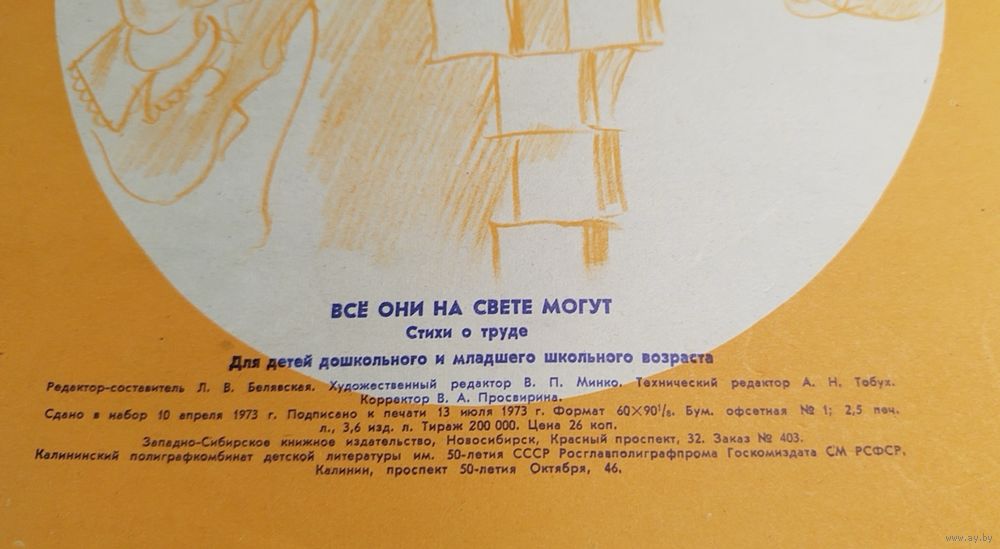 ВСЁ ОНИ НА СВЕТЕ МОГУТ
Стихи о труде
Для детей дошкольного и младшего школьного возраста
Редактор-составитель Л. В. Белявская. Художественный редактор В. П. Минко. Технический редактор А. Н. Тобух.
Корректор В. А. Просвирина.
Сдано в набор 10 апреля 1973 г. Подписано к печати 13 июля 1973 г. Формат 60×90¹/₈. Бум. офсетная № 1; 2,5 печ.
л., 3,6 изд. л. Тираж 200 000. Цена 26 коп.
Западно-Сибирское книжное издательство, Новосибирск, Красный проспект, 32. Заказ № 403.
Калининский полиграфкомбинат детской литературы им. 50-летия СССР Росглавполиграфпрома Госкомиздата СМ РСФСР.
Калинин, проспект 50-летия Октября, 46.
www.ay.by